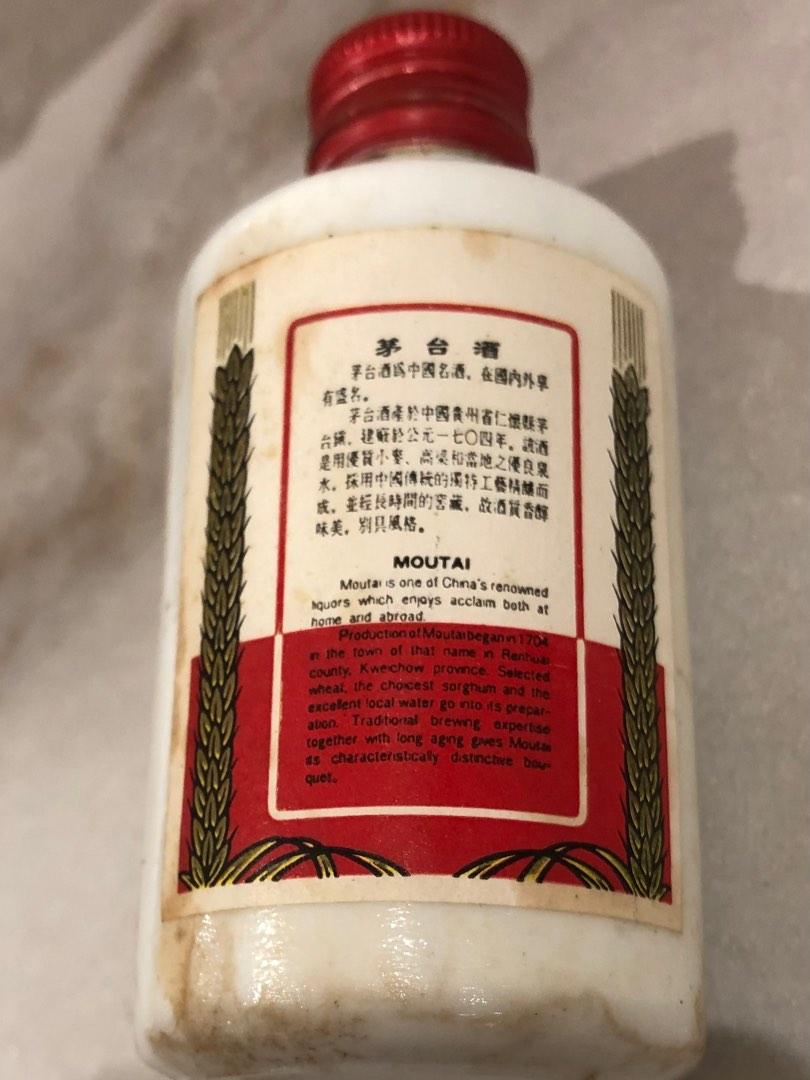 茅台酒
茅台酒爲中國名酒，在國內外享
有盛名。
茅台酒產於中國貴州省仁懷縣茅
台鎮，建廠於公元一七〇四年。該酒
是用優質小麥、高粱和當地之優良泉
水，採用中國傳統的獨特工藝精釀而
成，並經長時間的窖藏，故酒質香醇
味美，別具風格。
MOUTAI
Moutai is one of China's renowned
liquors which enjoys acclaim both at
home and abroad.
Production of Moutai began in 1704
in the town of that name in Renhuai
county, Kweichow province. Selected
wheat, the choicest sorghum and the
excellent local water go into its prepar-
ation. Traditional brewing expertise
together with long aging gives Moutai
its characteristically distinctive bou-
quet.